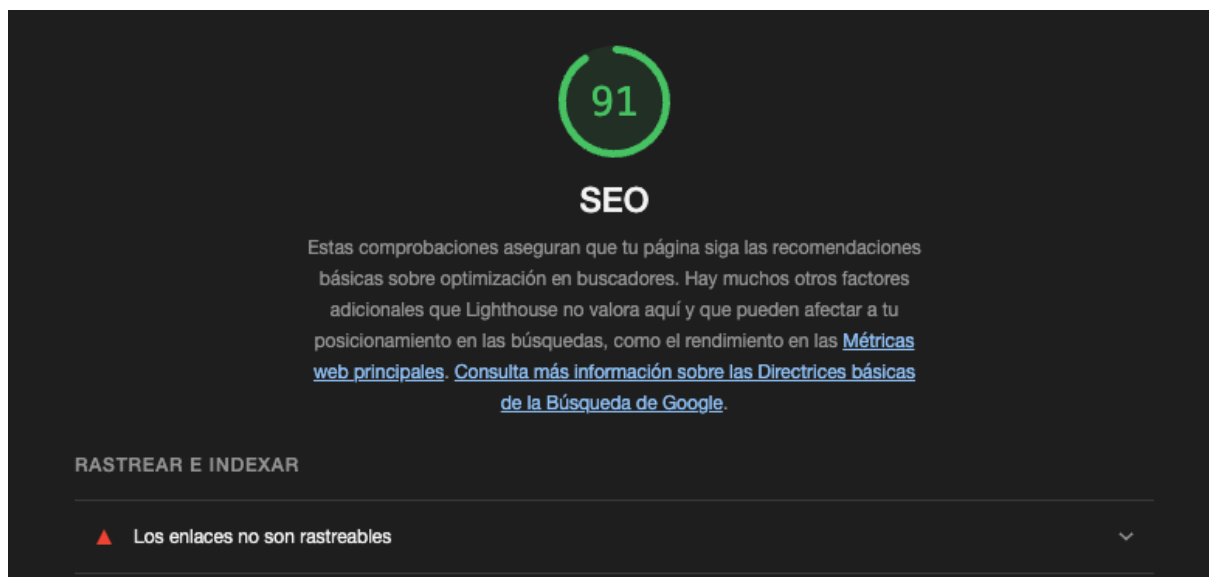 91
SEO
Estas comprobaciones aseguran que tu página siga las recomendaciones
básicas sobre optimización en buscadores. Hay muchos otros factores
adicionales que Lighthouse no valora aquí y que pueden afectar a tu
posicionamiento en las búsquedas, como el rendimiento en las Métricas
web principales. Consulta más información sobre las Directrices básicas
de la Búsqueda de Google.
RASTREAR E INDEXAR
Los enlaces no son rastreables